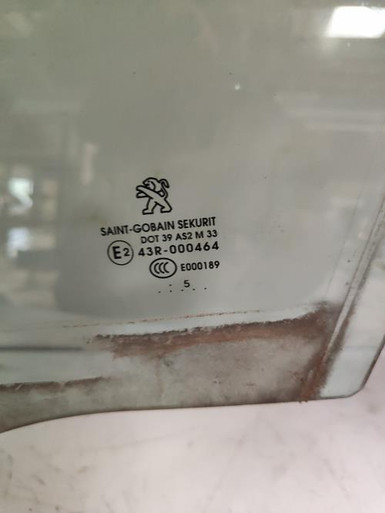 SAINT-GOBAIN SEKURIT
DOT 39 AS2 M 33
E2 43R-000464
CCC E000189
. : 5 . .